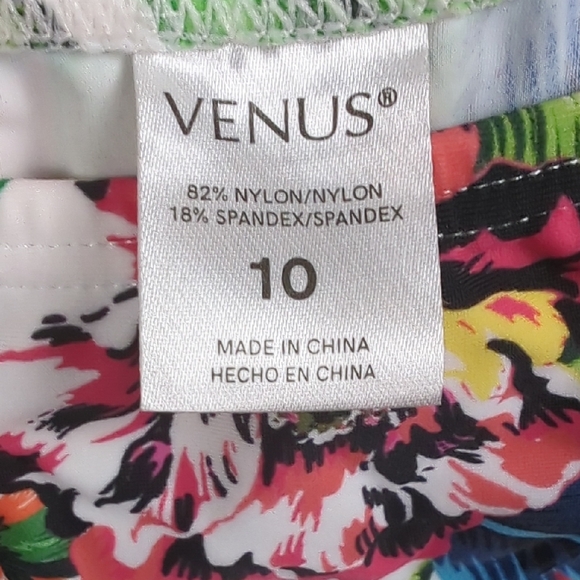 VENUS®
82% NYLON/NYLON
18% SPANDEX/SPANDEX
10
MADE IN CHINA
HECHO EN CHINA